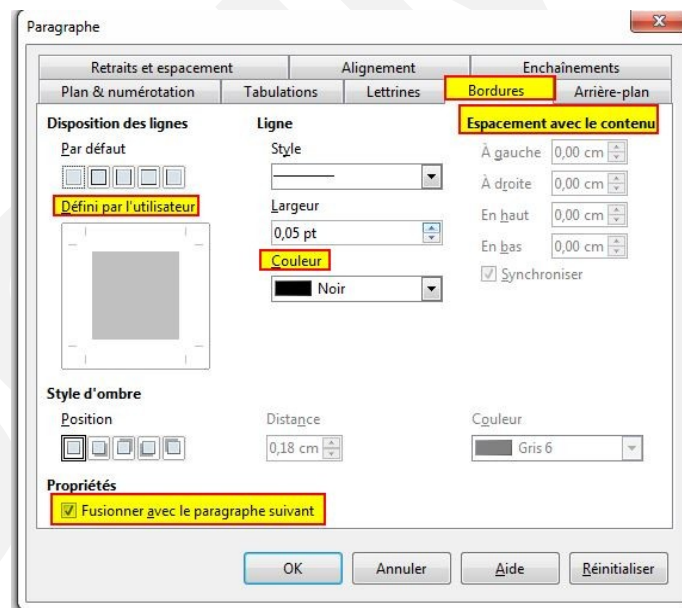 Paragraphe
Retraits et espacement Alignement Enchaînements
Plan & numérotation Tabulations Lettrines Bordures Arrière-plan
Disposition des lignes Ligne Espacement avec le contenu
Par défaut Style À gauche 0,00 cm
À droite 0,00 cm
Défini par l'utilisateur Largeur En haut 0,00 cm
0,05 pt En bas 0,00 cm
Couleur Synchroniser
Noir
Style d'ombre
Position Distance Couleur
0,18 cm Gris 6
Propriétés
Fusionner avec le paragraphe suivant
OK Annuler Aide Réinitialiser